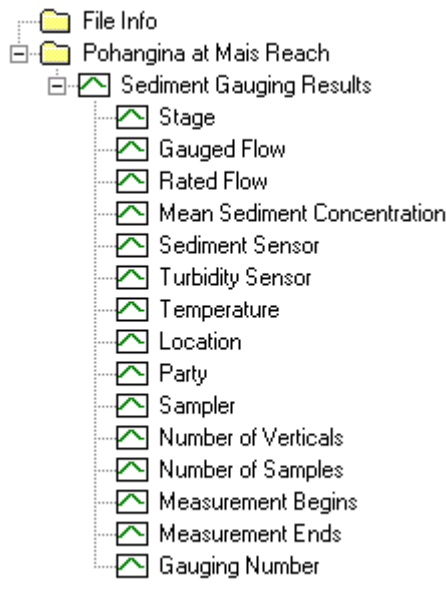 File Info
Pohangina at Mais Reach
Sediment Gauging Results
Stage
Gauged Flow
Rated Flow
Mean Sediment Concentration
Sediment Sensor
Turbidity Sensor
Temperature
Location
Party
Sampler
Number of Verticals
Number of Samples
Measurement Begins
Measurement Ends
Gauging Number